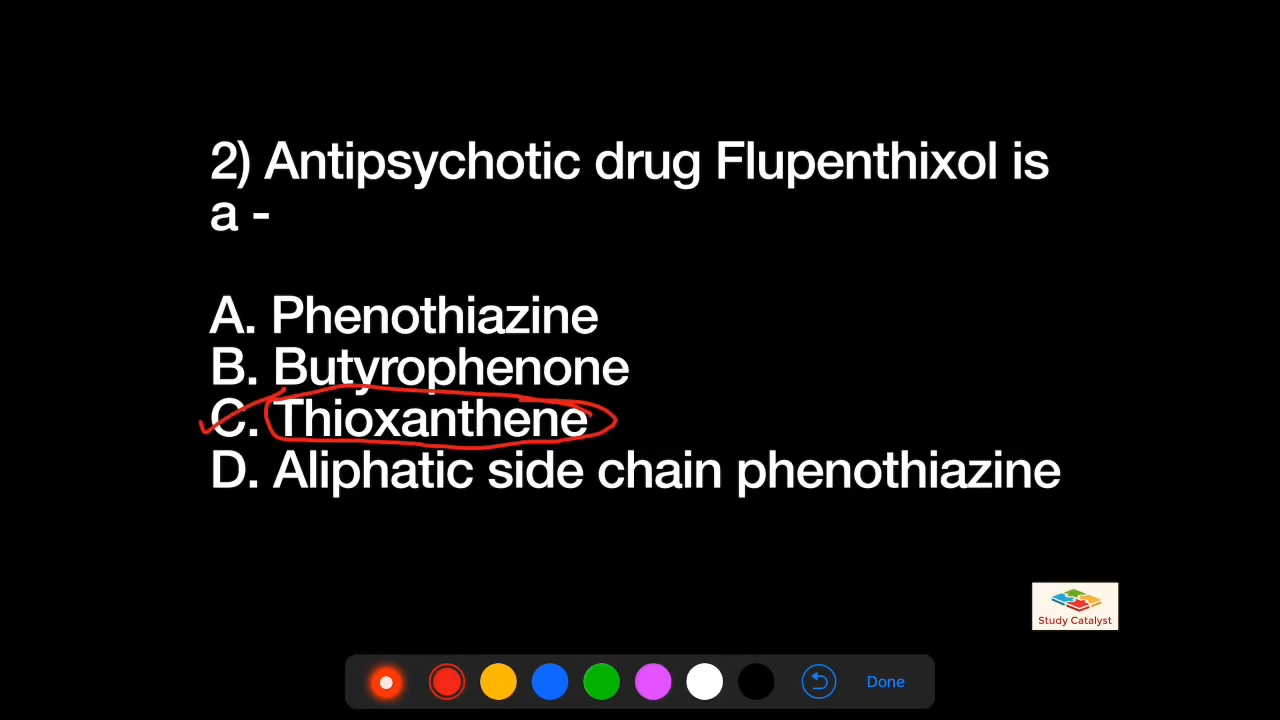 2) Antipsychotic drug Flupenthixol is
a -
A. Phenothiazine
B. Butyrophenone
C. Thioxanthene
D. Aliphatic side chain phenothiazine
Study Catalyst
Done